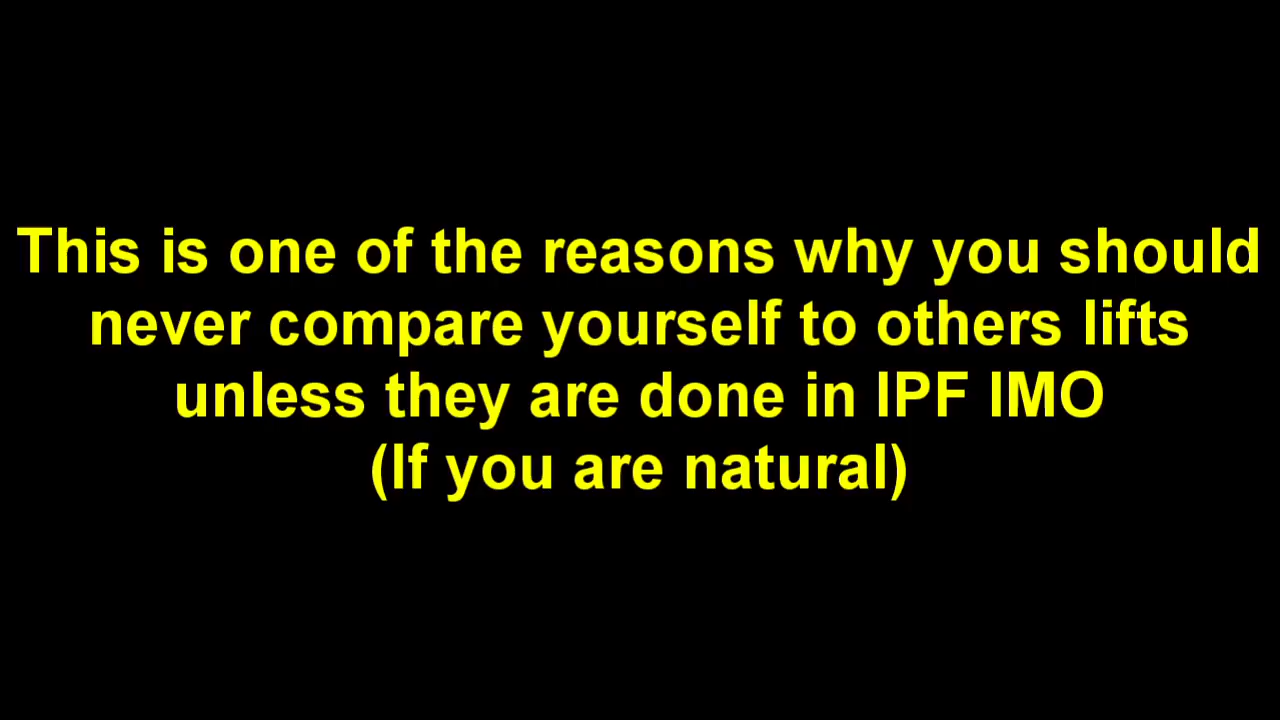 This is one of the reasons why you should
never compare yourself to others lifts
unless they are done in IPF IMO
(If you are natural)